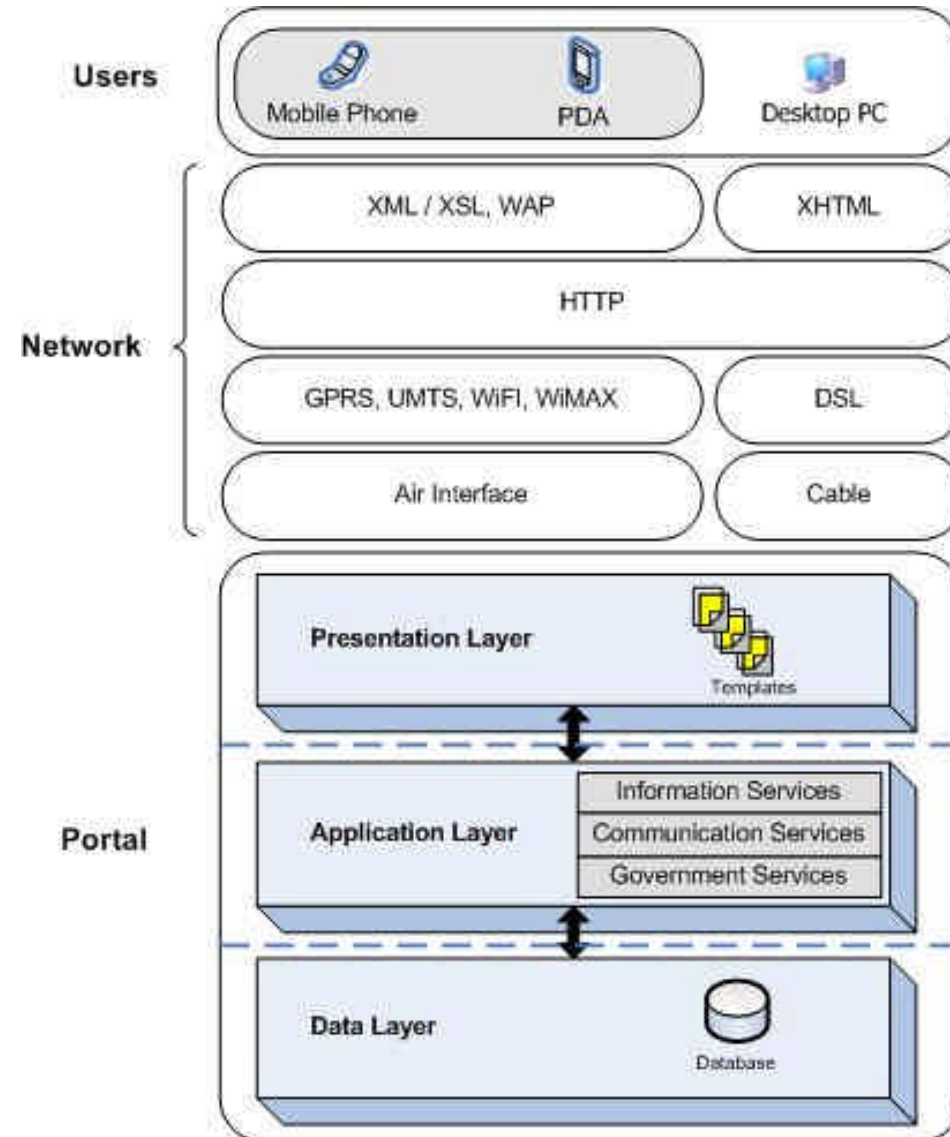 Users
Mobile Phone
PDA
Desktop PC
Network
XML / XSL, WAP
XHTML
HTTP
GPRS, UMTS, WiFI, WiMAX
DSL
Air Interface
Cable
Portal
Presentation Layer
Templates
Application Layer
Information Services
Communication Services
Government Services
Data Layer
Database